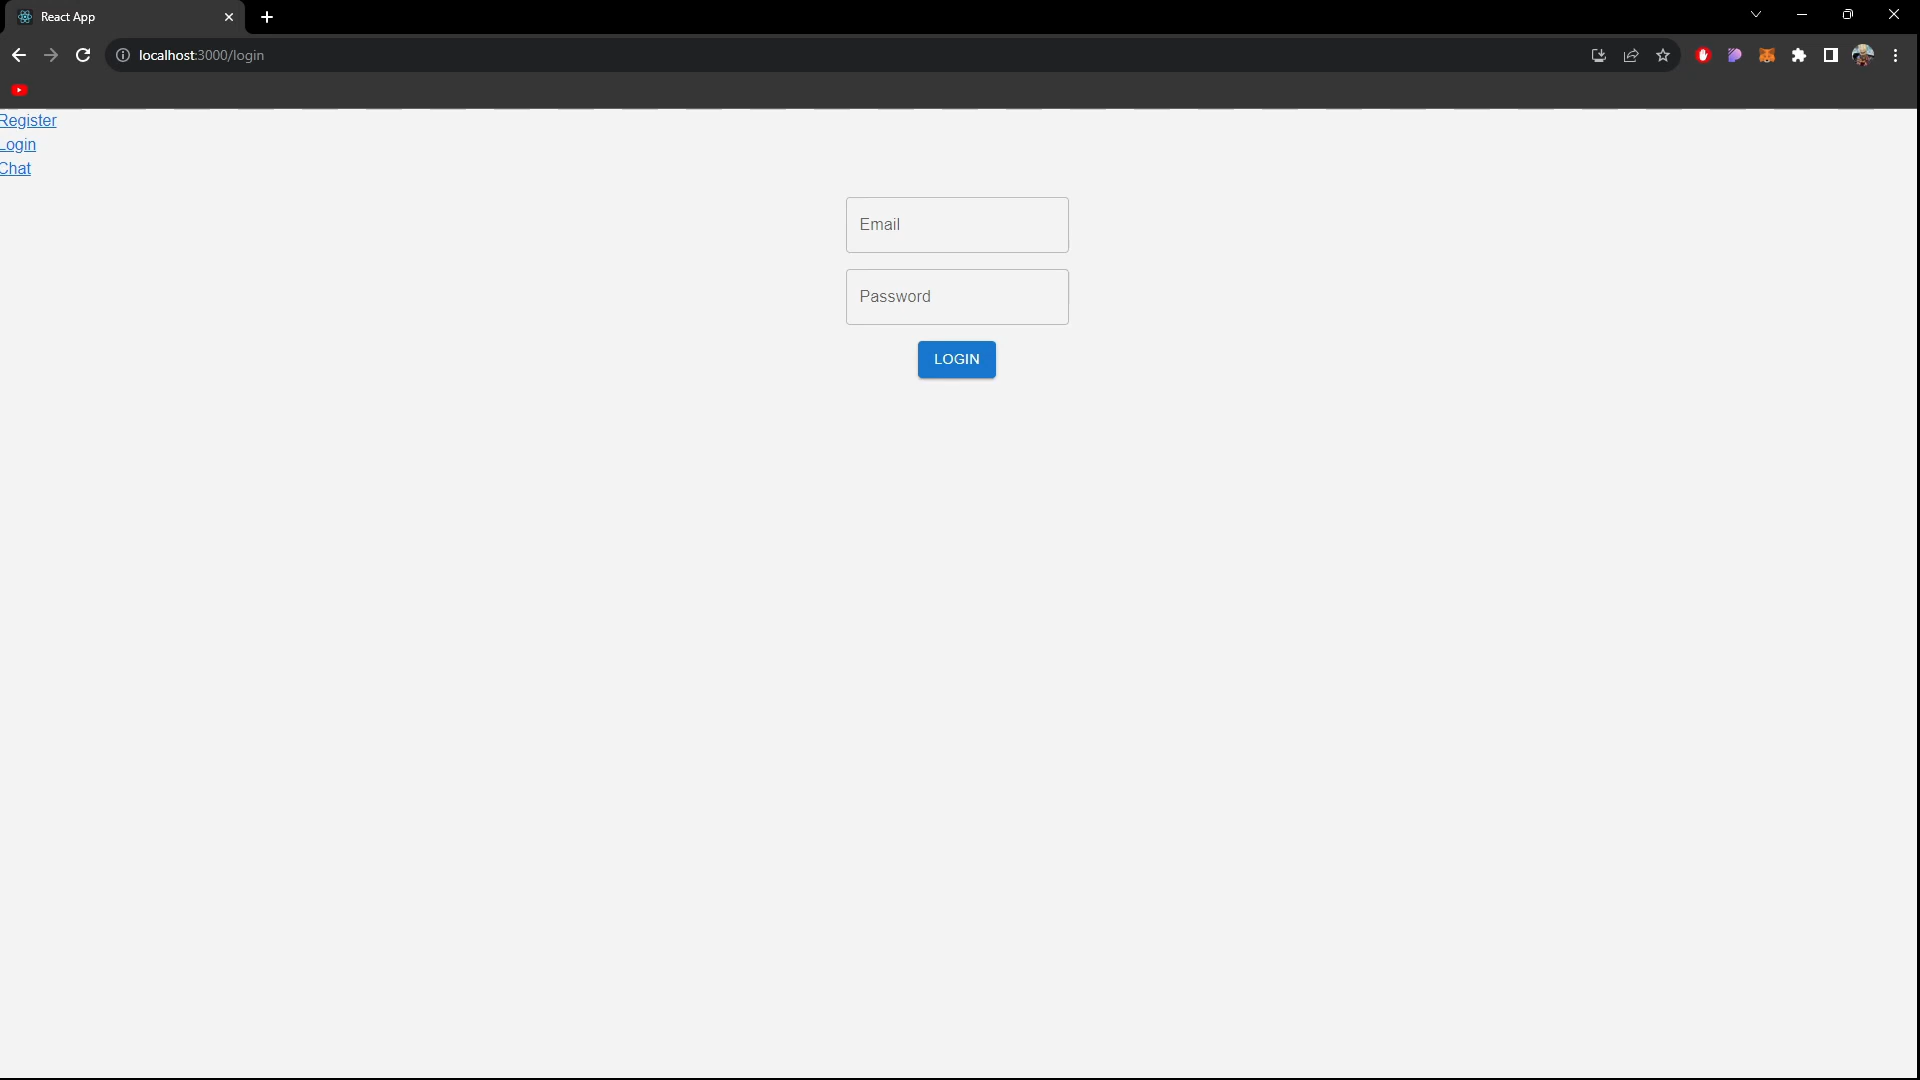 React App
localhost:3000/login
Register
Login
Chat
Email
Password
LOGIN